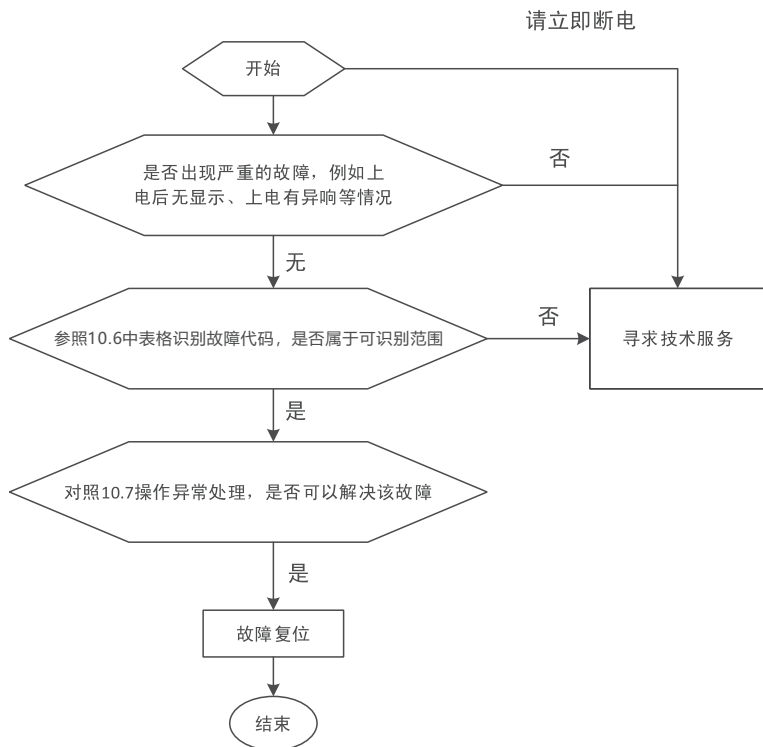 请立即断电
开始
是否出现严重的故障，例如上
电后无显示、上电有异响等情况
否
无
参照10.6中表格识别故障代码，是否属于可识别范围
否
寻求技术服务
是
对照10.7操作异常处理，是否可以解决该故障
是
故障复位
结束